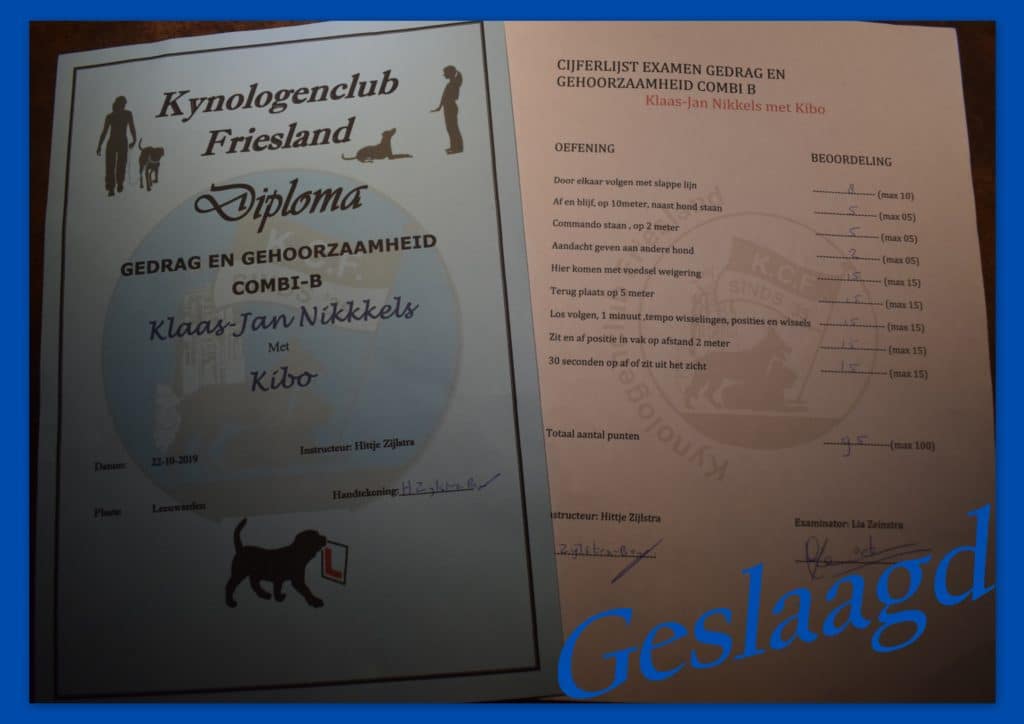 Kynologenclub
Friesland
Diploma
GEDRAG EN GEHOORZAAMHEID
COMBI-B
Klaas-Jan Nikkkels
Met
Kibo
Datum: 22-10-2019 Instructeur: Hittje Zijlstra
Plaats: Leeuwarden Handtekening:
L
CIJFERLIJST EXAMEN GEDRAG EN
GEHOORZAAMHEID COMBI B
Klaas-Jan Nikkels met Kibo
OEFENING BEOORDELING
Door elkaar volgen met slappe lijn 8 (max 10)
Af en blijf, op 10meter, naast hond staan 5 (max 05)
Commando staan , op 2 meter 5 (max 05)
Aandacht geven aan andere hond 2 (max 05)
Hier komen met voedsel weigering 15 (max 15)
Terug plaats op 5 meter 15 (max 15)
Los volgen, 1 minuut ,tempo wisselingen, posities en wissels 15 (max 15)
Zit en af positie in vak op afstand 2 meter 15 (max 15)
30 seconden op af of zit uit het zicht 15 (max 15)
Totaal aantal punten 95 (max 100)
nstructeur: Hittje Zijlstra Examinator: Lia Zeinstra
Geslaagd
K.C.F.
SINDS